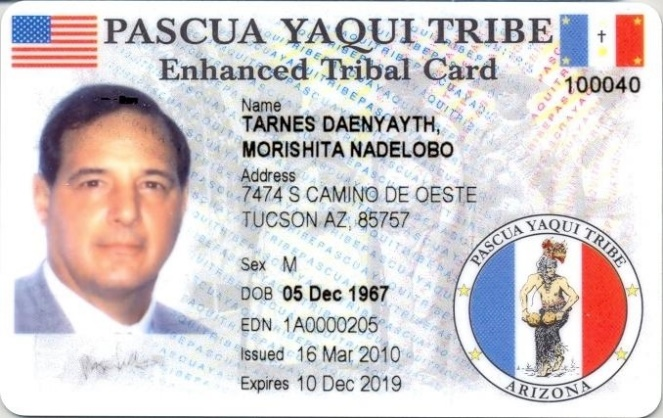 PASCUA YAQUI TRIBE
Enhanced Tribal Card
100040
Name
TARNES DAENYAYTH,
MORISHITA NADELOBO
Address
7474 S CAMINO DE OESTE
TUCSON AZ, 85757
Sex M
DOB 05 Dec 1967
EDN 1A0000205
Issued 16 Mar 2010
Expires 10 Dec 2019
PASCUA YAQUI TRIBE
ARIZONA